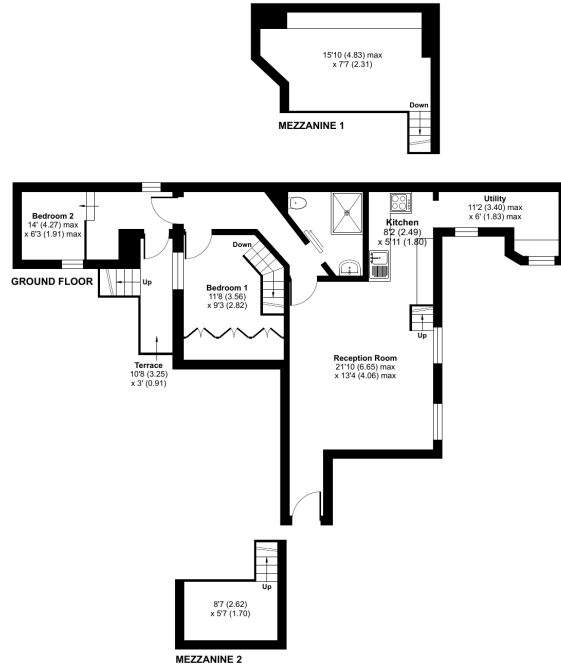 15'10 (4.83) max
x 7'7 (2.31)
Down
MEZZANINE 1
Bedroom 2
14' (4.27) max
x 6'3 (1.91) max
GROUND FLOOR
Up
Terrace
10'8 (3.25)
x 3' (0.91)
Down
Bedroom 1
11'8 (3.56)
x 9'3 (2.82)
Kitchen
8'2 (2.49)
x 5'11 (1.80)
Utility
11'2 (3.40) max
x 6' (1.83) max
Up
Reception Room
21'10 (6.65) max
x 13'4 (4.06) max
Up
8'7 (2.62)
x 5'7 (1.70)
MEZZANINE 2